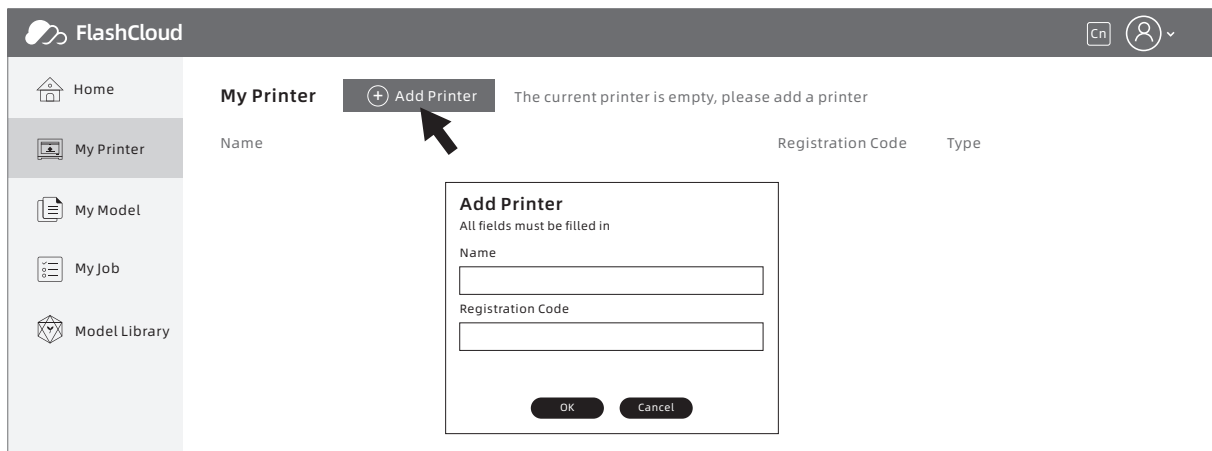 FlashCloud
Cn
Home
My Printer
My Model
My Job
Model Library
My Printer
Add Printer
The current printer is empty, please add a printer
Name
Registration Code
Type
Add Printer
All fields must be filled in
Name
Registration Code
OK
Cancel